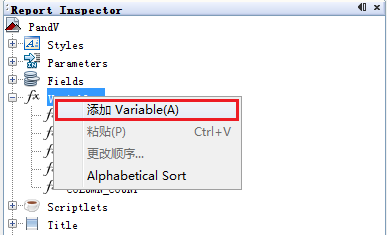 Report Inspector
PandV
Styles
Parameters
Fields
添加 Variable(A)
粘贴(P) Ctrl+V
更改顺序...
Alphabetical Sort
Scriptlets
Title